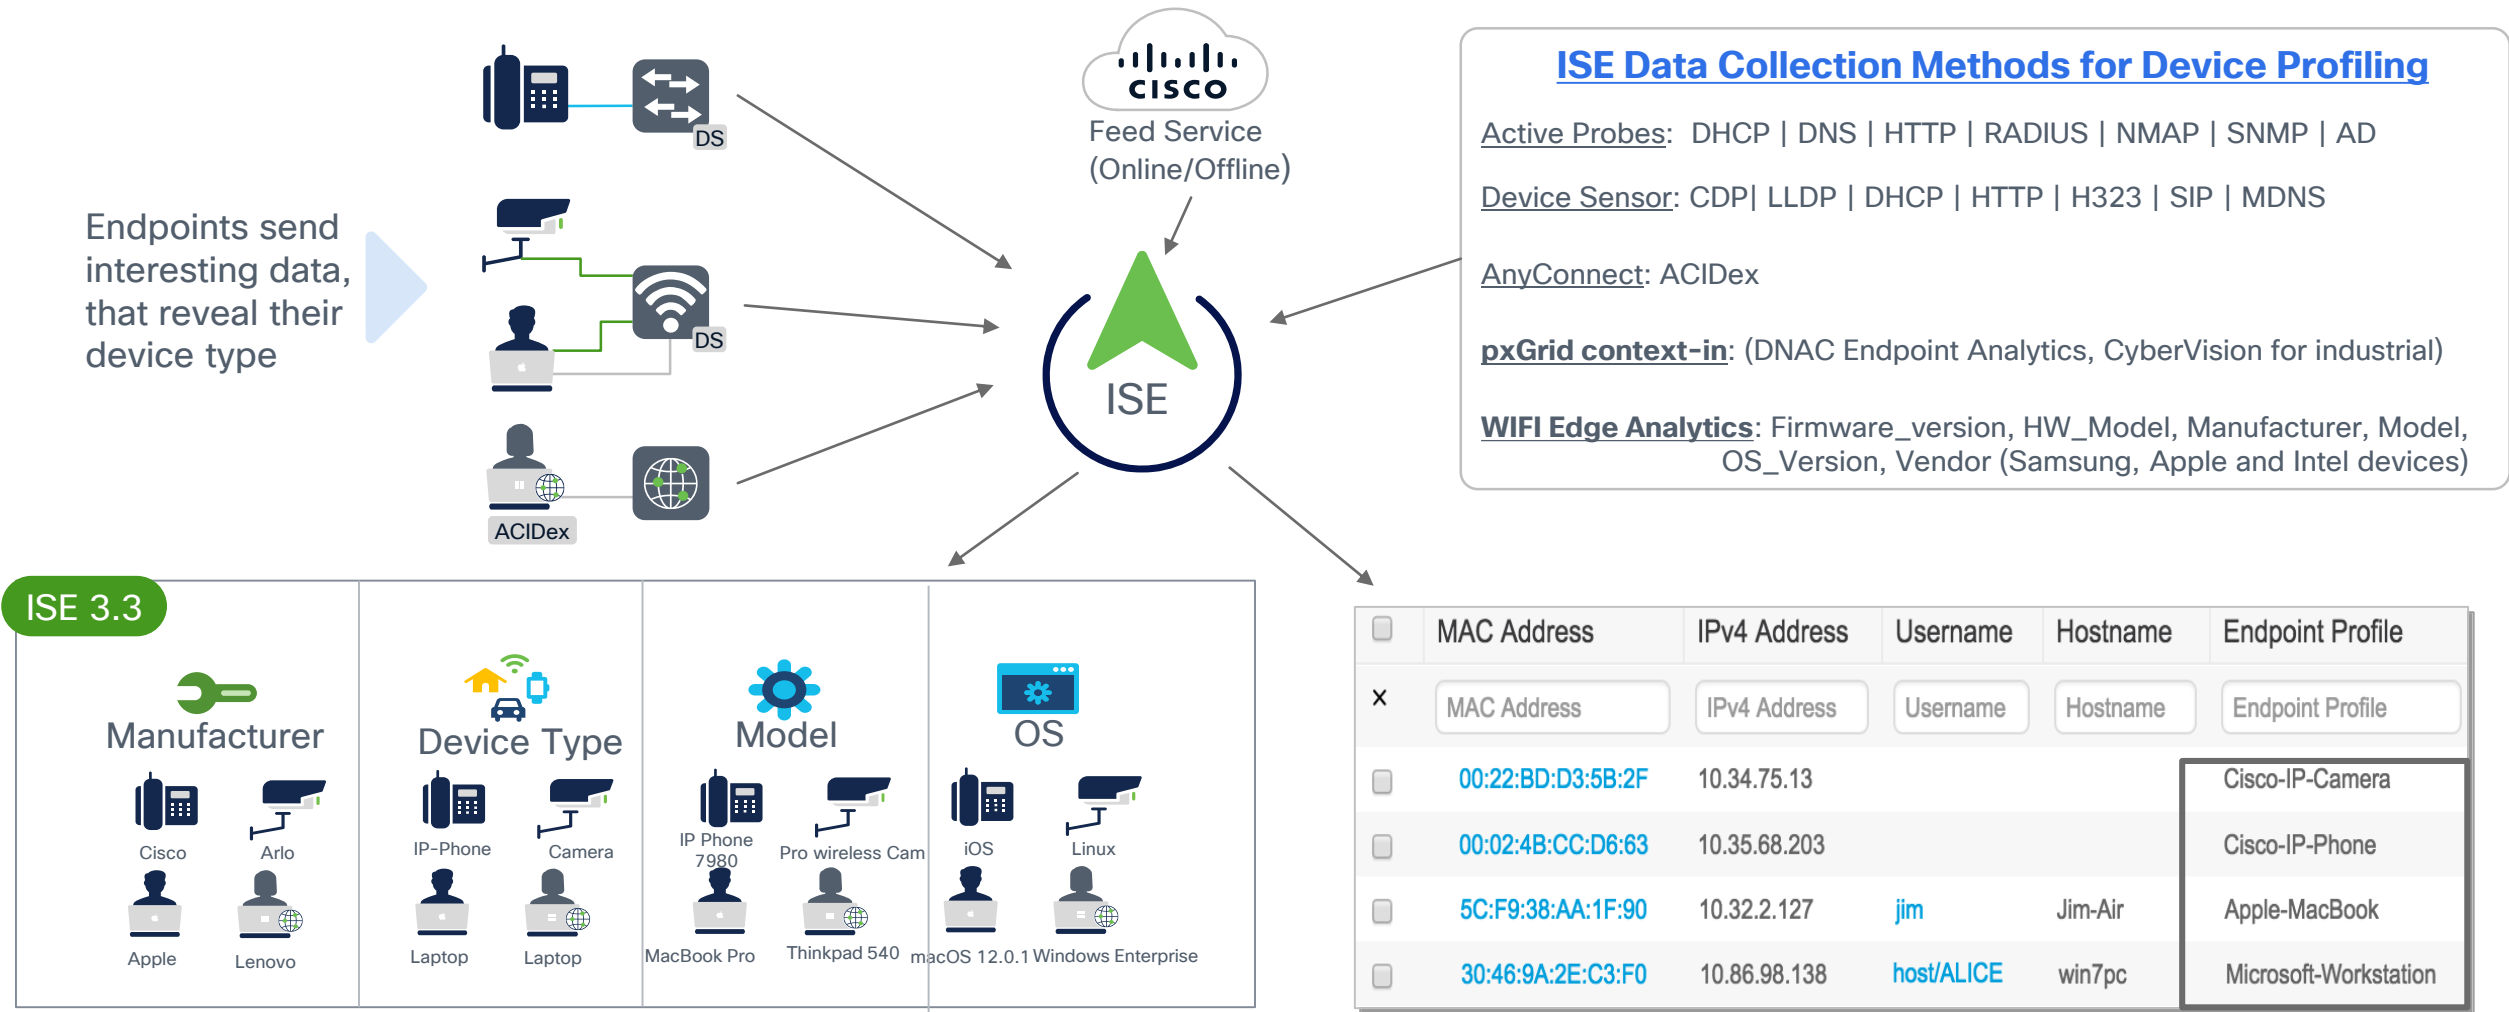 CISCO
Feed Service
(Online/Offline)
DS
DS
Endpoints send
interesting data,
that reveal their
device type
ACIDex
ISE
ISE Data Collection Methods for Device Profiling
Active Probes: DHCP | DNS | HTTP | RADIUS | NMAP | SNMP | AD
Device Sensor: CDP| LLDP | DHCP | HTTP | H323 | SIP | MDNS
AnyConnect: ACIDex
pxGrid context-in: (DNAC Endpoint Analytics, CyberVision for industrial)
WIFI Edge Analytics: Firmware_version, HW_Model, Manufacturer, Model,
OS_Version, Vendor (Samsung, Apple and Intel devices)
ISE 3.3
Manufacturer
Cisco
Arlo
Apple
Lenovo
Device Type
IP-Phone
Camera
Laptop
Laptop
Model
IP Phone
7980
Pro wireless Cam
MacBook Pro
Thinkpad 540
OS
iOS
Linux
macOS 12.0.1
Windows Enterprise
MAC Address IPv4 Address Username Hostname Endpoint Profile
x MAC Address IPv4 Address Username Hostname Endpoint Profile
00:22:BD:D3:5B:2F 10.34.75.13 Cisco-IP-Camera
00:02:4B:CC:D6:63 10.35.68.203 Cisco-IP-Phone
5C:F9:38:AA:1F:90 10.32.2.127 jim Jim-Air Apple-MacBook
30:46:9A:2E:C3:F0 10.86.98.138 host/ALICE win7pc Microsoft-Workstation